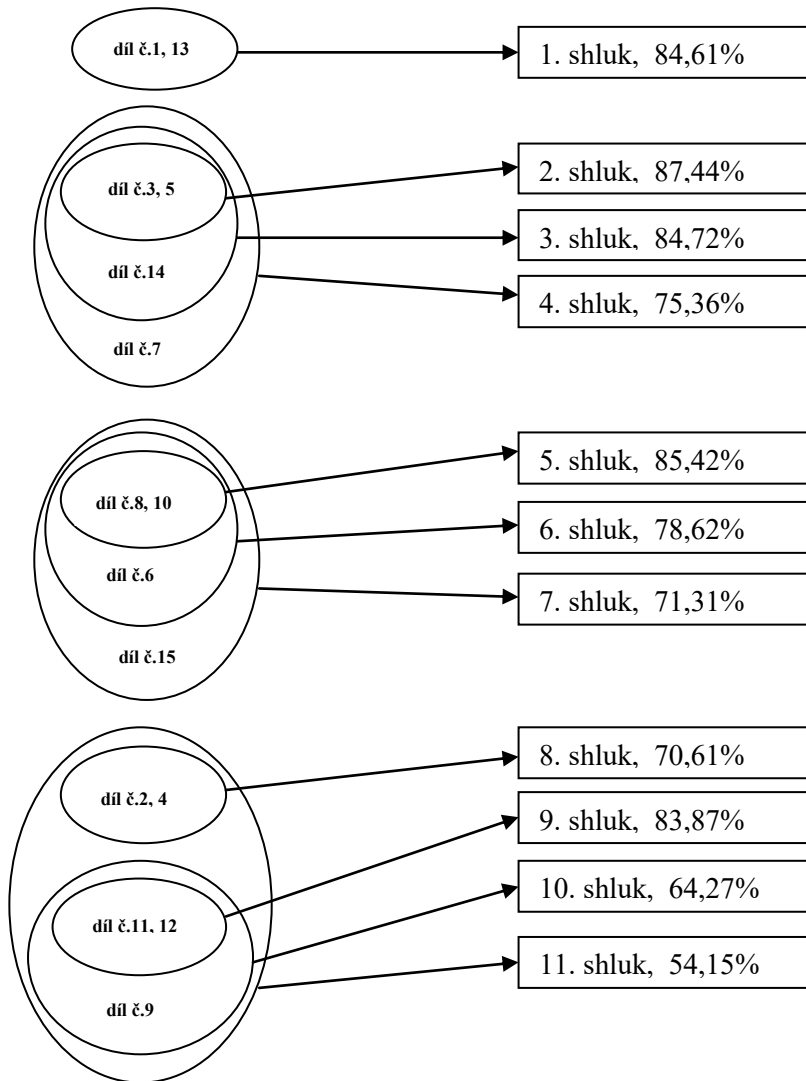 díl č.1, 13
1. shluk, 84,61%
díl č.3, 5
2. shluk, 87,44%
3. shluk, 84,72%
díl č.14
4. shluk, 75,36%
díl č.7
díl č.8, 10
5. shluk, 85,42%
6. shluk, 78,62%
díl č.6
7. shluk, 71,31%
díl č.15
8. shluk, 70,61%
díl č.2, 4
9. shluk, 83,87%
10. shluk, 64,27%
díl č.11, 12
11. shluk, 54,15%
díl č.9